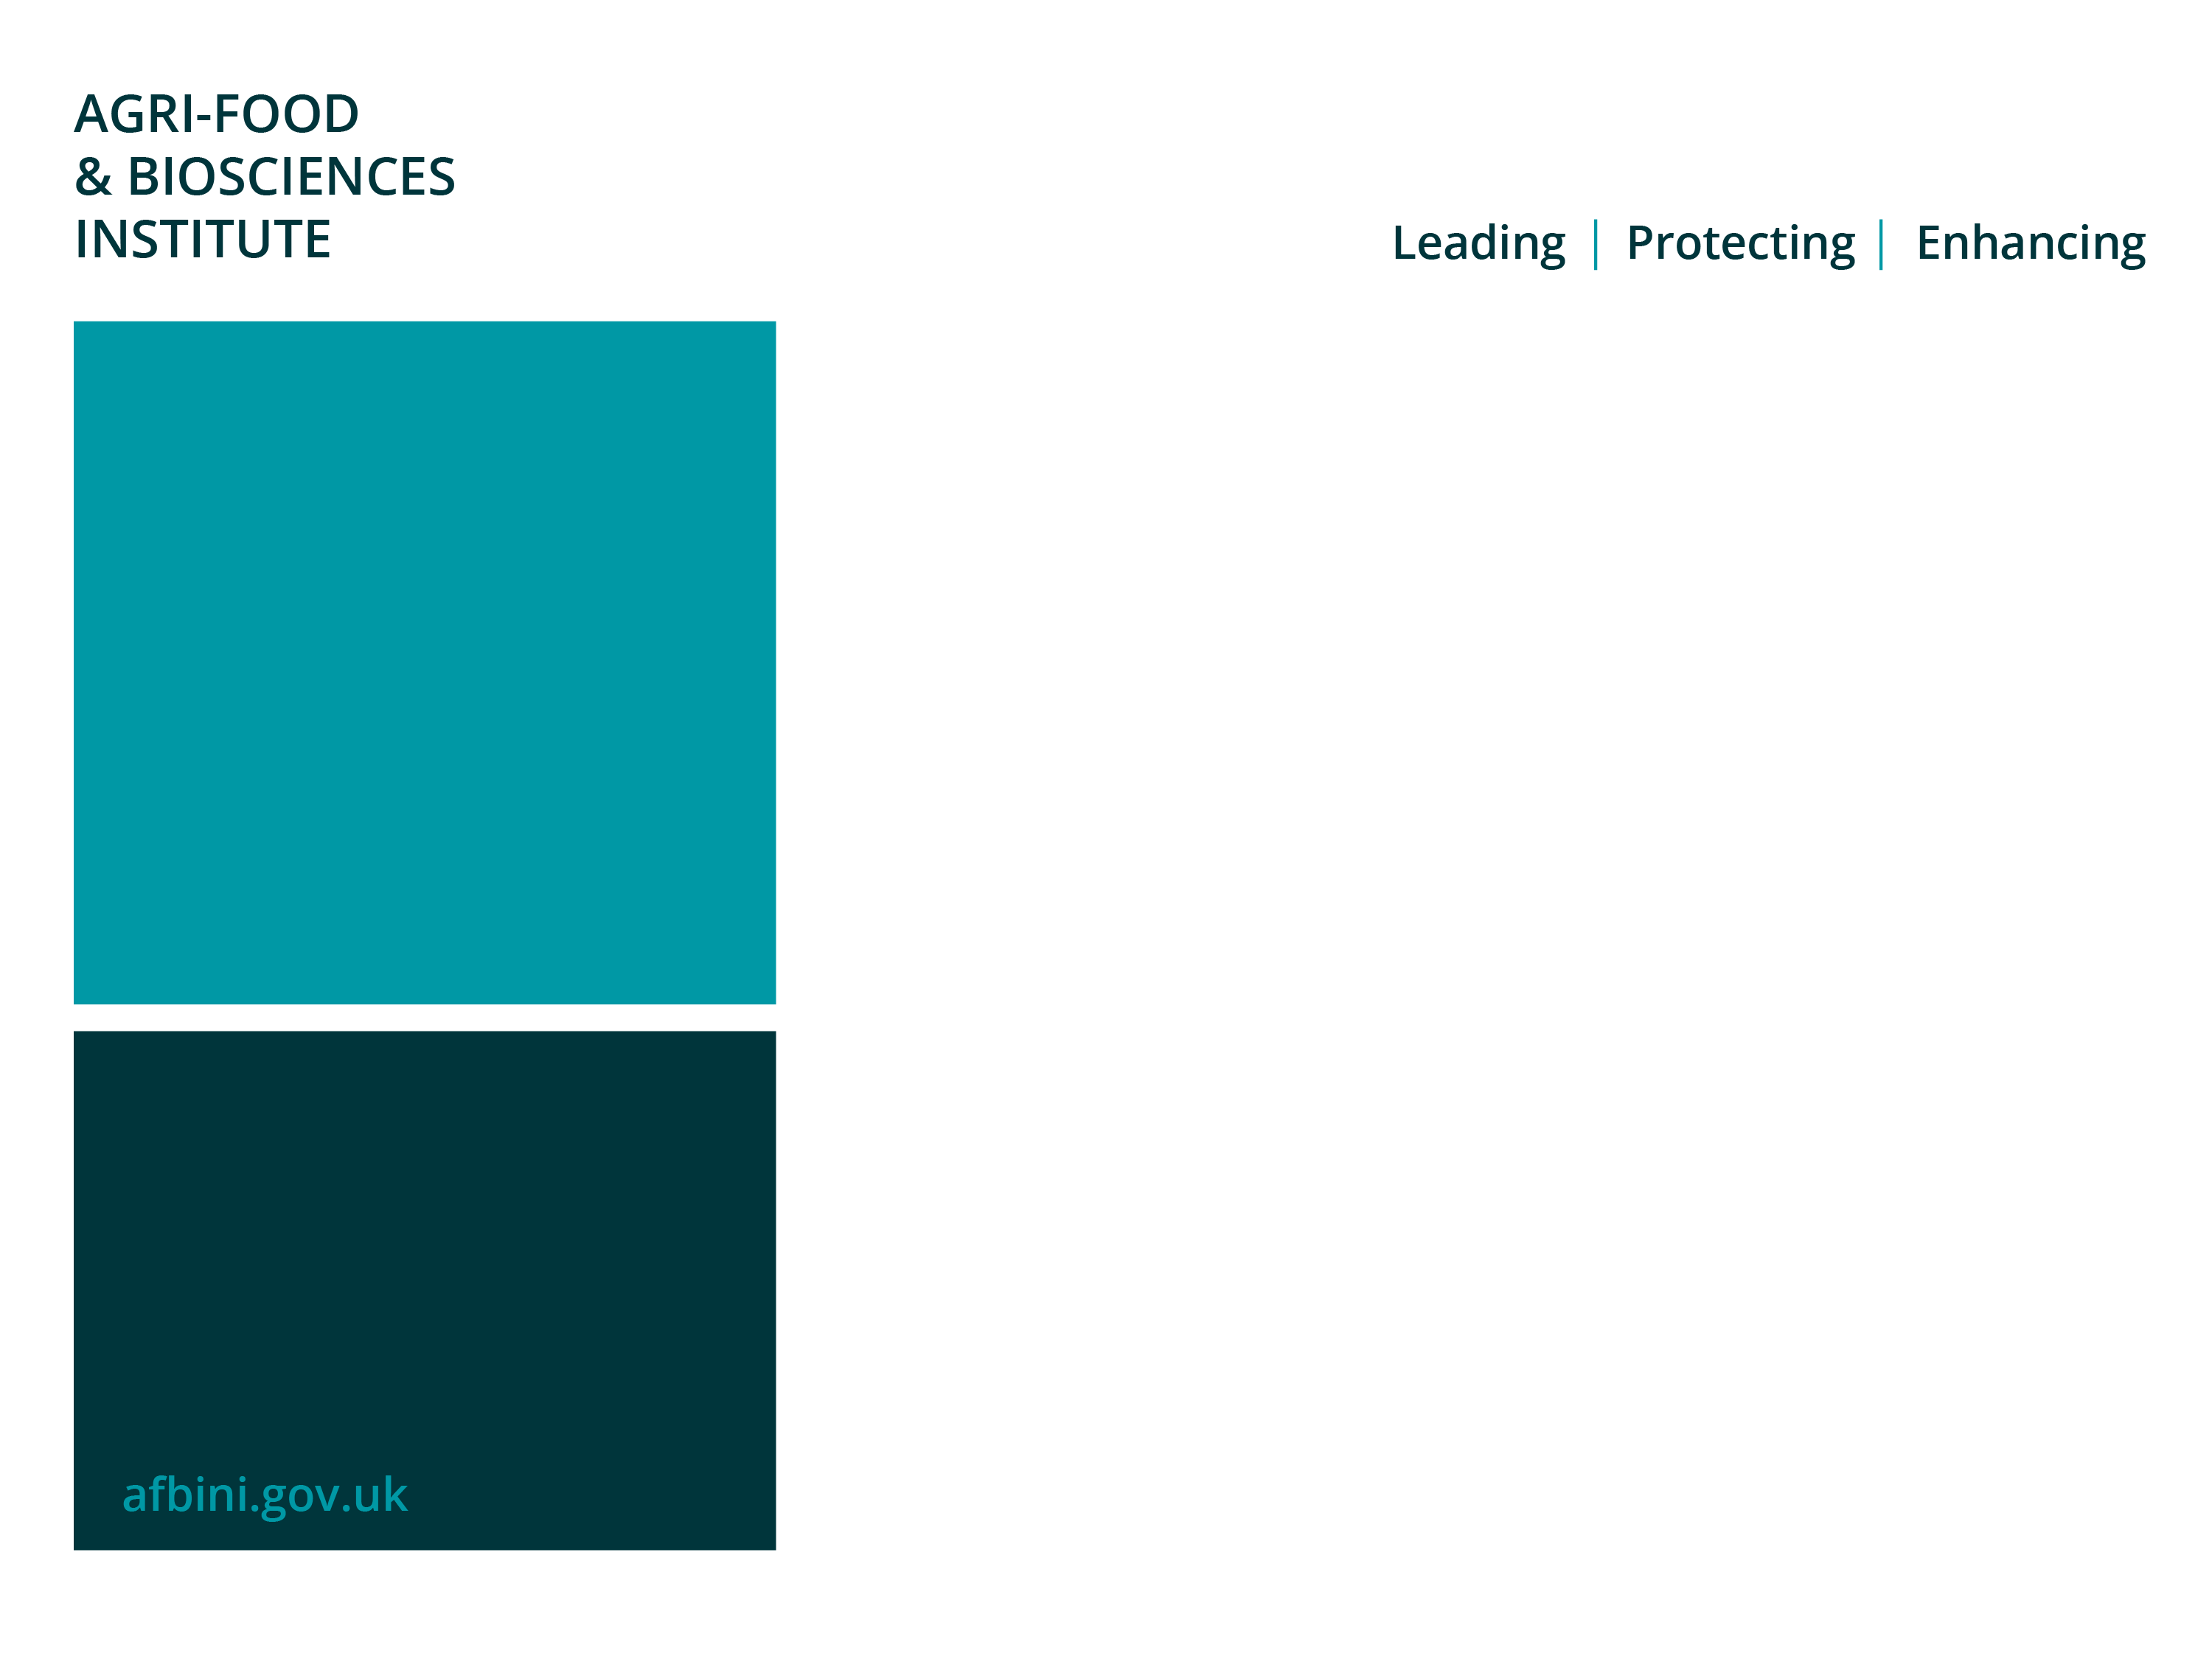 AGRI-FOOD
& BIOSCIENCES
INSTITUTE
Leading | Protecting | Enhancing
afbini.gov.uk